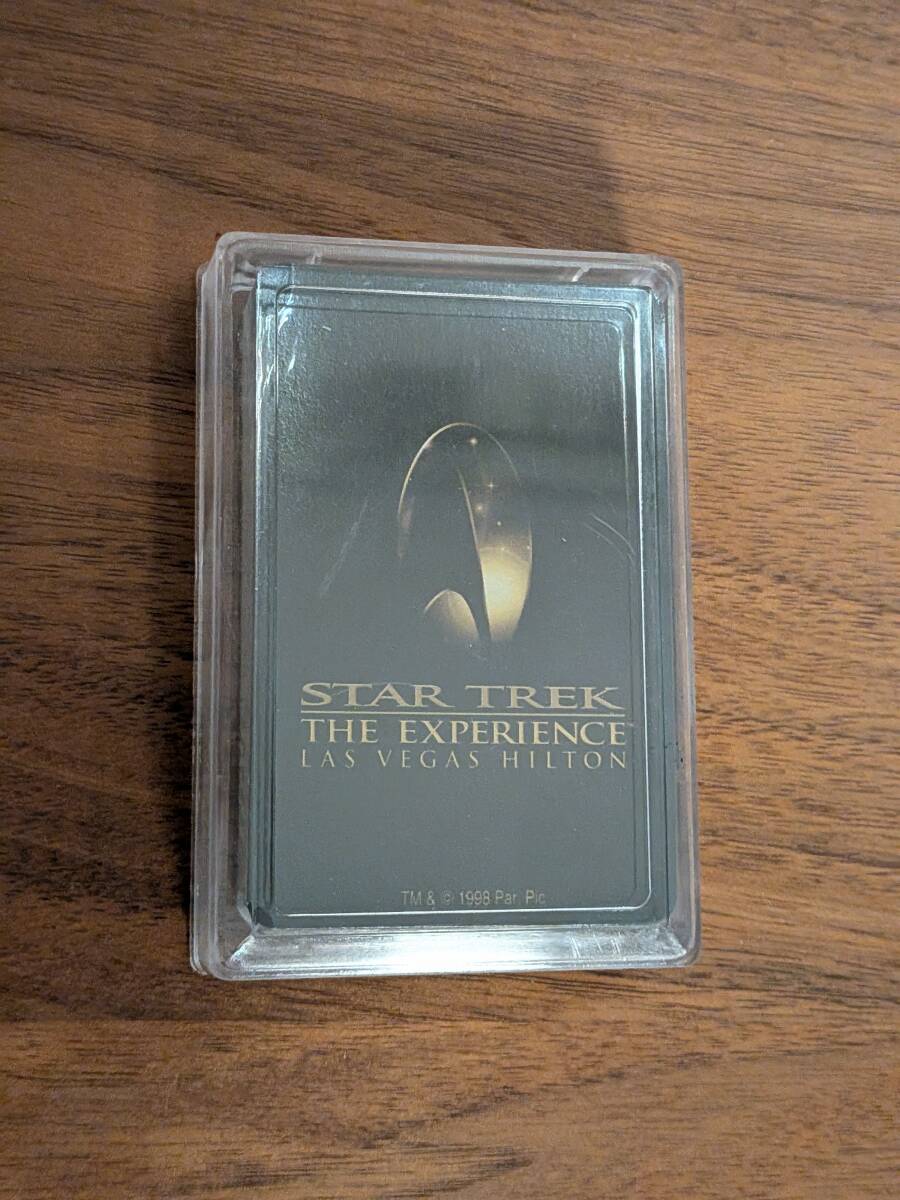 STAR TREK
THE EXPERIENCE
LAS VEGAS HILTON
TM & © 1998 Par. Pic